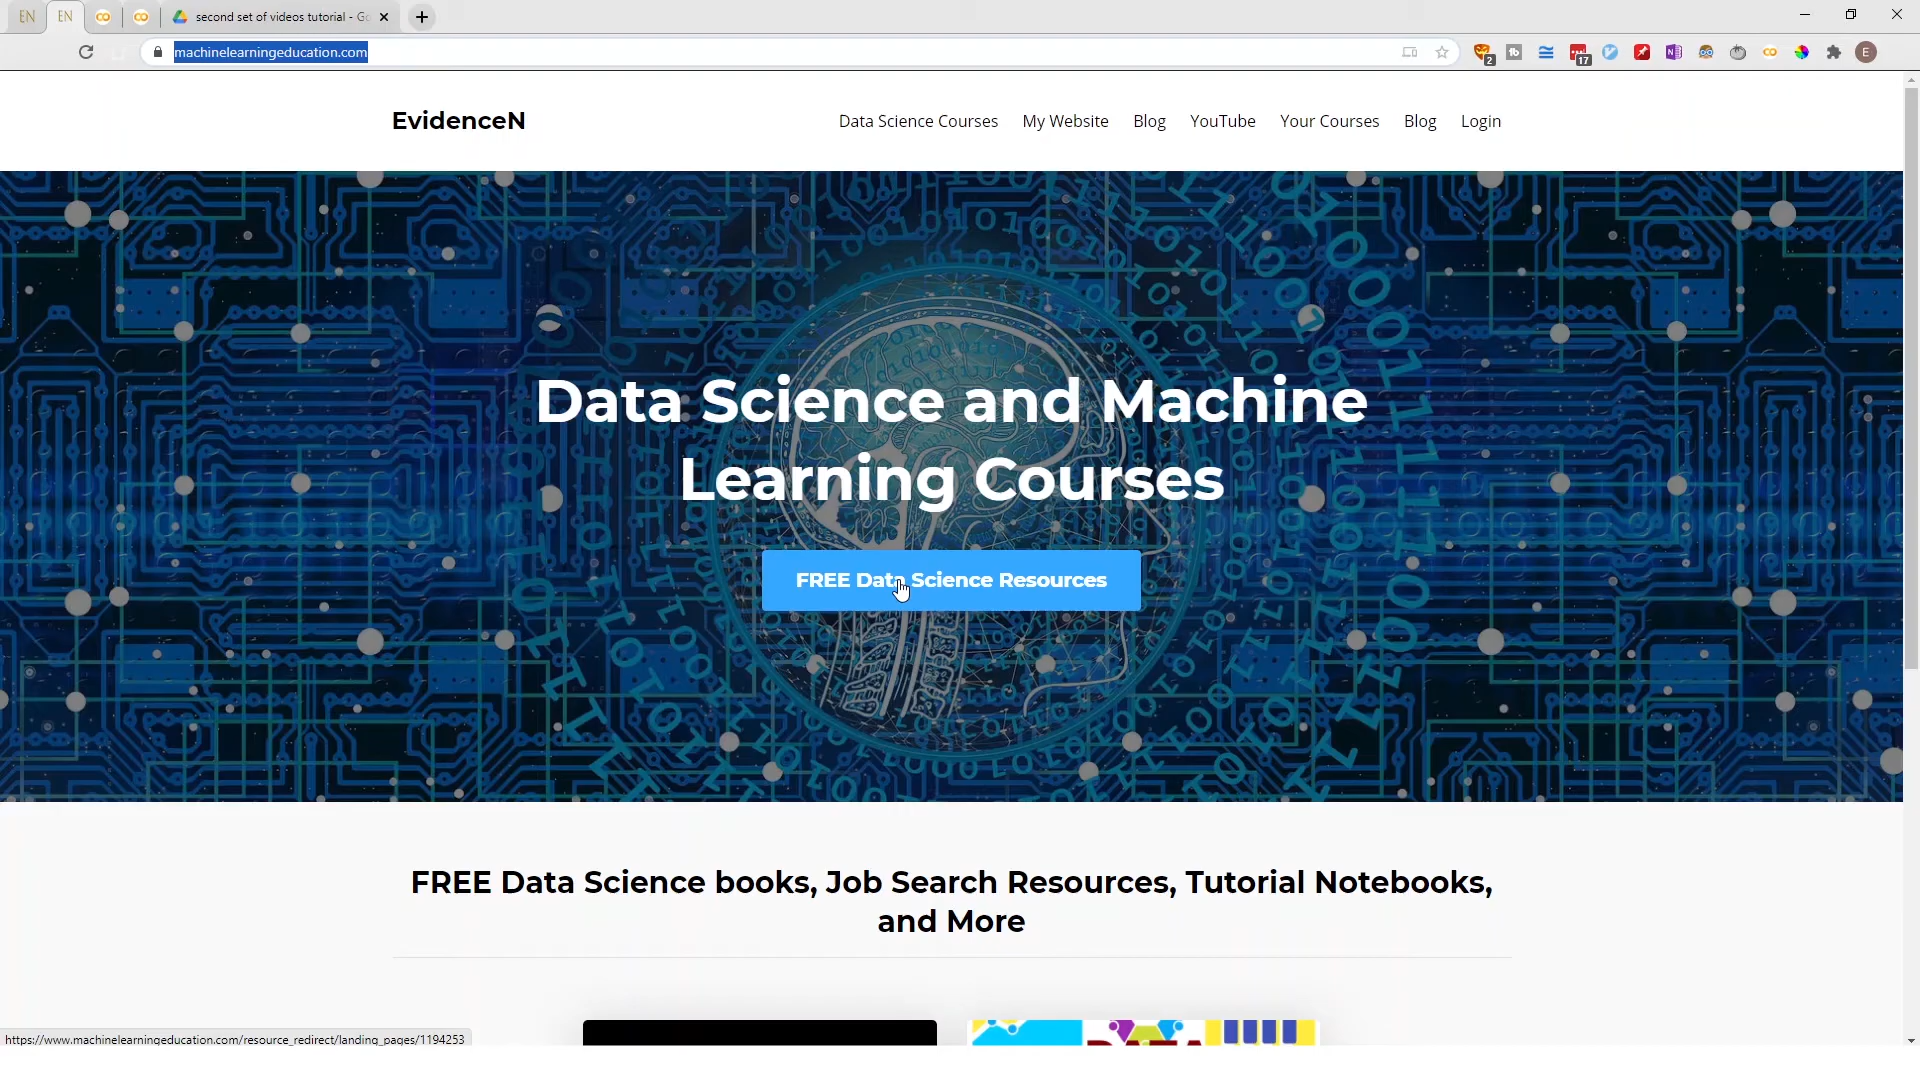 EN
EN
second set of videos tutorial - Go
machinelearningeducation.com
2
17
E
EvidenceN
Data Science Courses
My Website
Blog
YouTube
Your Courses
Blog
Login
Data Science and Machine
Learning Courses
FREE Data Science Resources
FREE Data Science books, Job Search Resources, Tutorial Notebooks,
and More
https://www.machinelearningeducation.com/resource_redirect/landing_pages/1194253